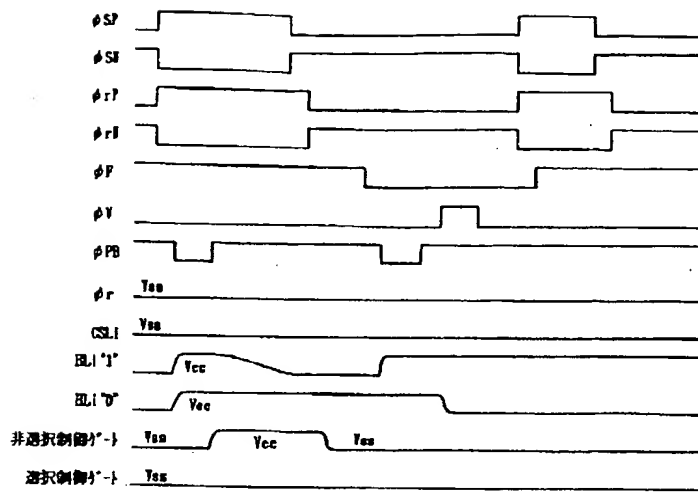 φSP
φSN
φrP
φrN
φF
φV
φPB
φr Vss
CSLi Vss
BLi"1" Vcc
BLi"0" Vcc
非選択制御ゲート Vss Vcc Vss
選択制御ゲート Vss